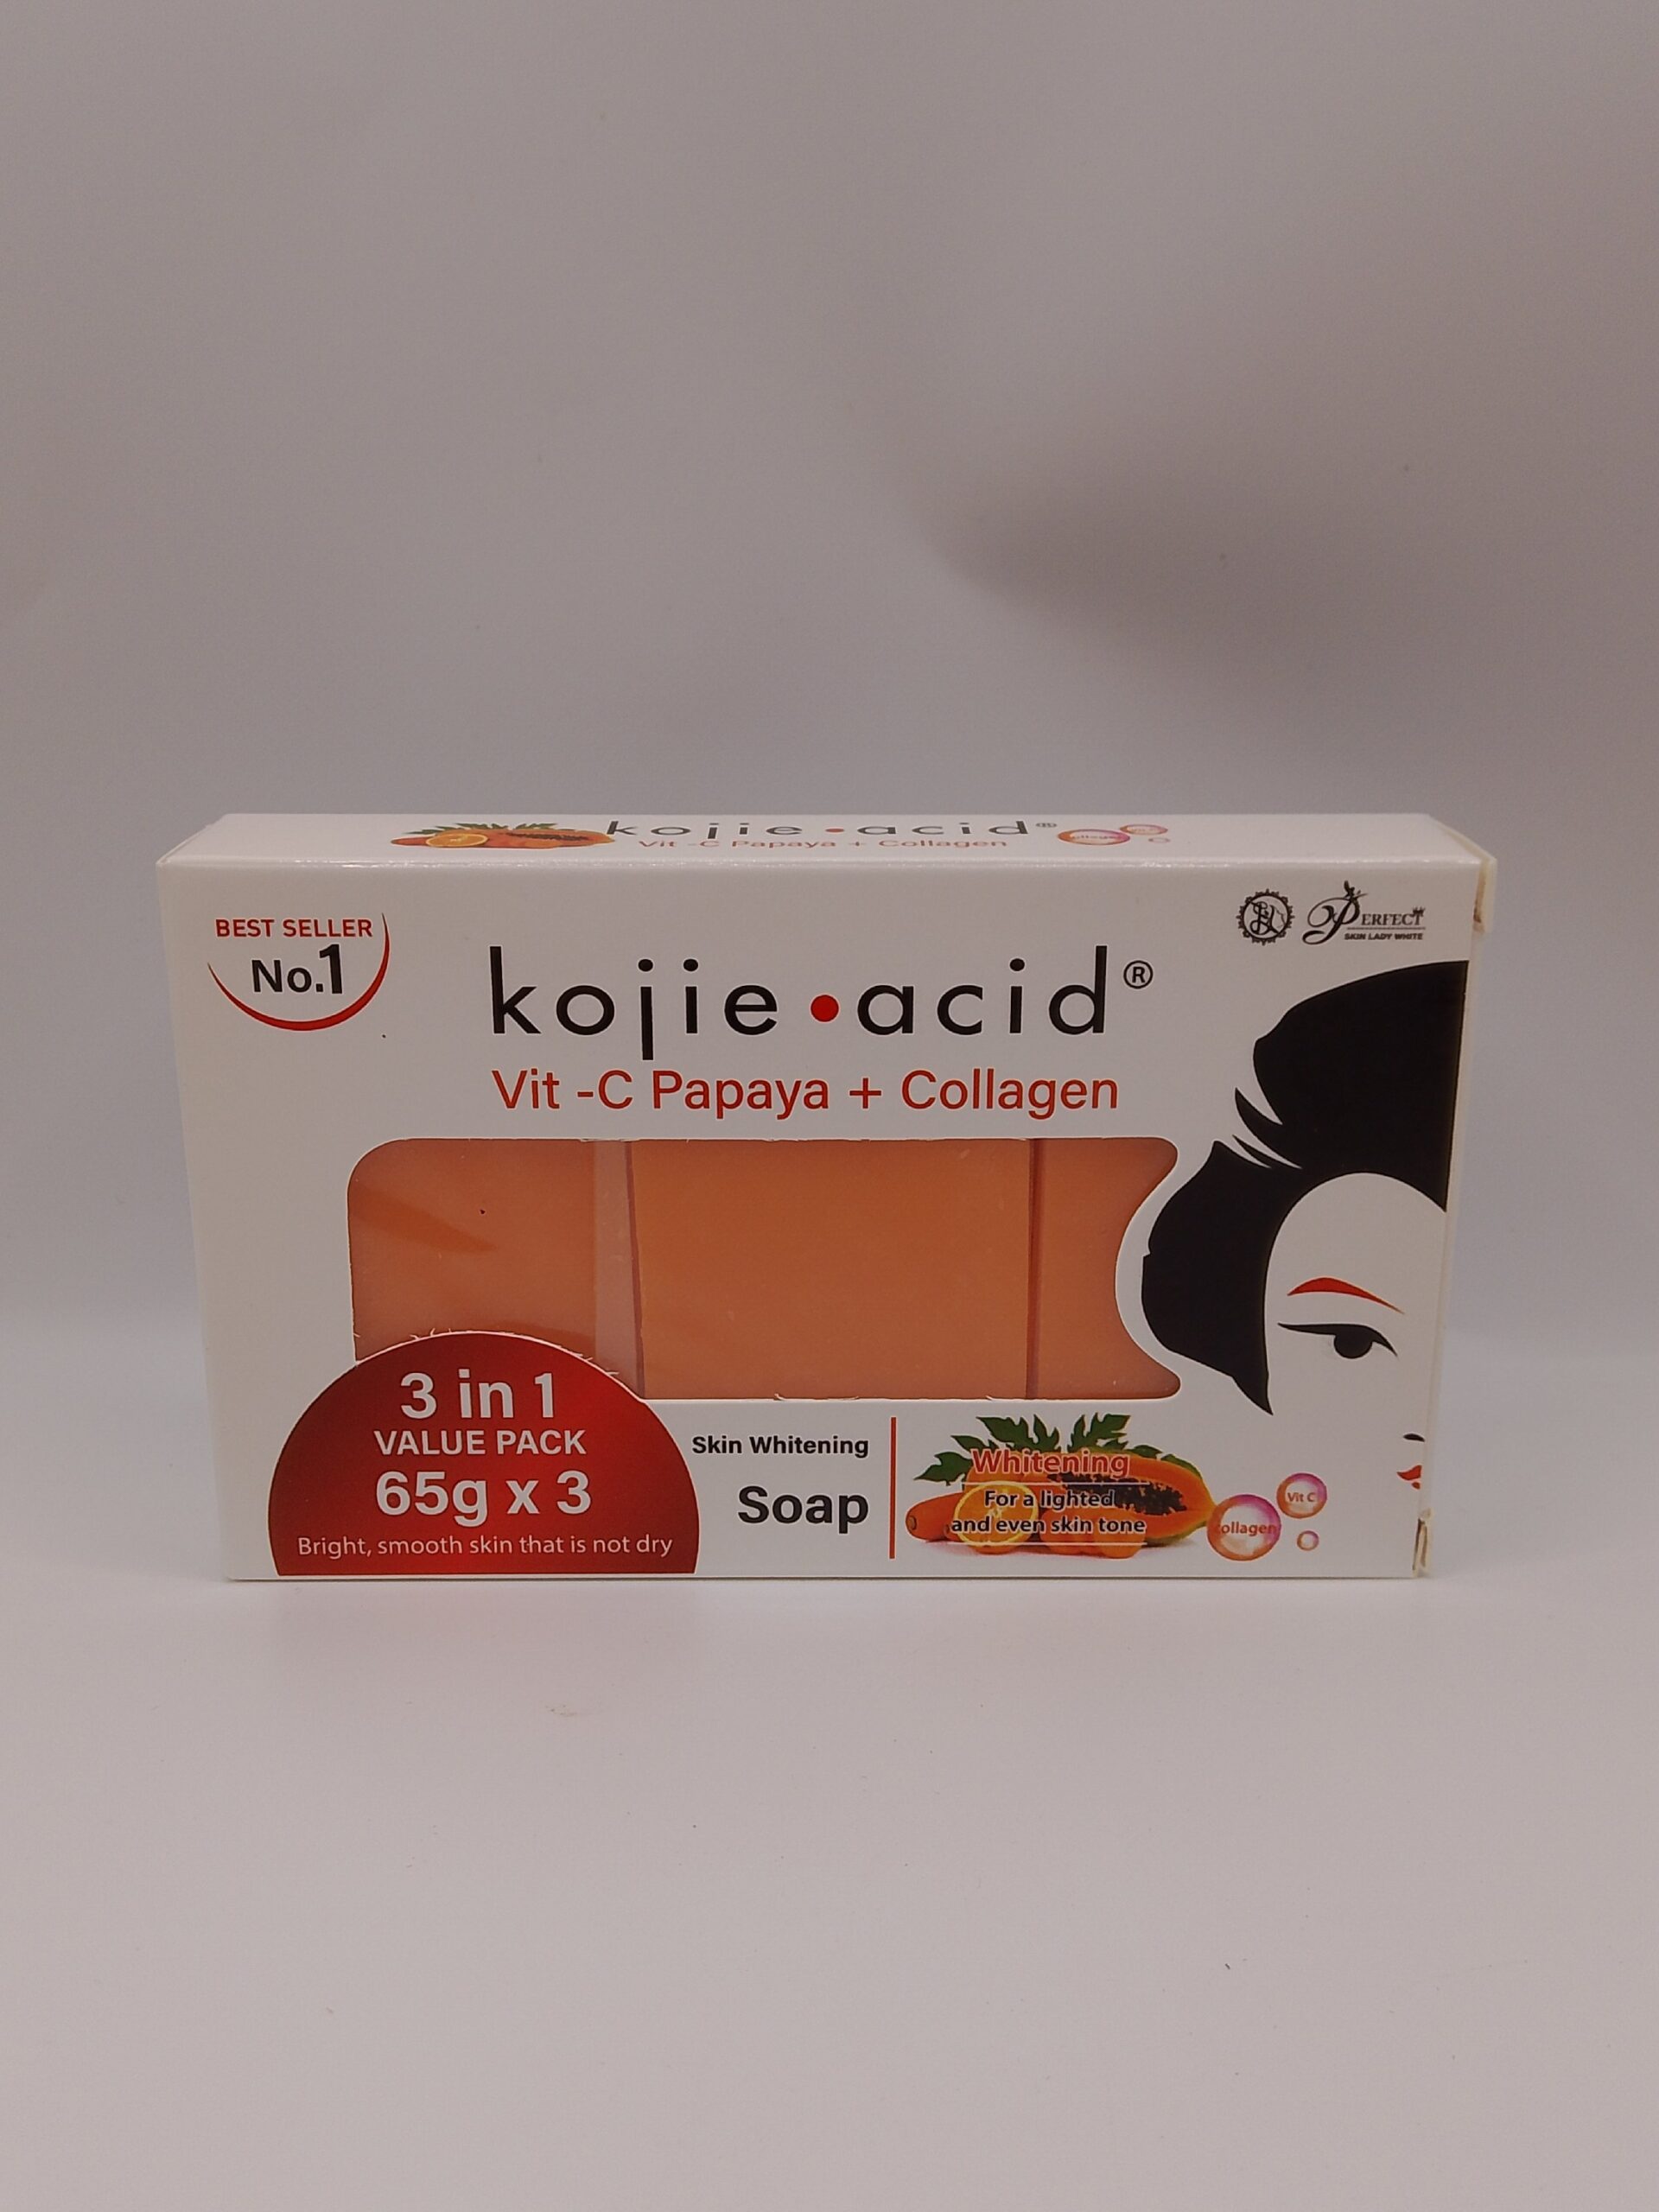 kojie acid®
Vit -C Papaya + Collagen
BEST SELLER
No.1
PERFECT
SKIN LADY WHITE
kojie acid®
Vit -C Papaya + Collagen
3 in 1
VALUE PACK
65g x 3
Bright, smooth skin that is not dry
Skin Whitening
Soap
Whitening
For a lighted
and even skin tone
Collagen
Vit C